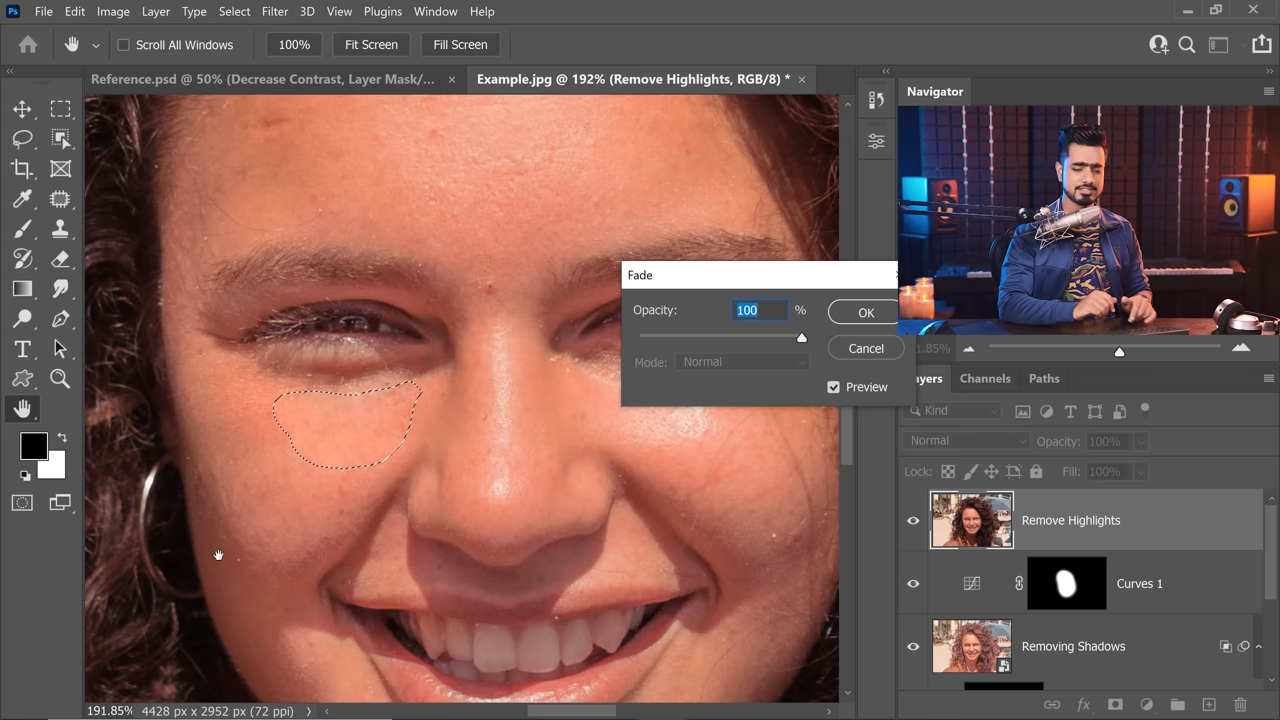 Ps File Edit Image Layer Type Select Filter 3D View Plugins Window Help
Scroll All Windows 100% Fit Screen Fill Screen
Reference.psd @ 50% (Decrease Contrast, Layer Mask/... × Example.jpg @ 192% (Remove Highlights, RGB/8) * ×
Navigator
Fade
Opacity: 100 % OK
Cancel
Mode: Normal
Preview
Channels Paths
Kind
Normal Opacity: 100%
Lock: Fill: 100%
Remove Highlights
Curves 1
Removing Shadows
fx
191.85% 4428 px x 2952 px (72 ppi)